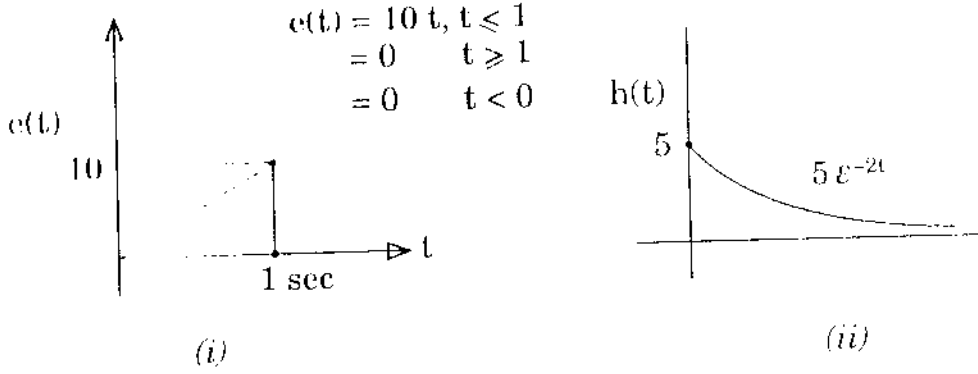 e(t) = 10 t, t < 1
= 0 t ⩾ 1
= 0 t < 0
e(t)
10
t
1 sec
(i)
h(t)
5
5 ε⁻²ᵗ
(ii)